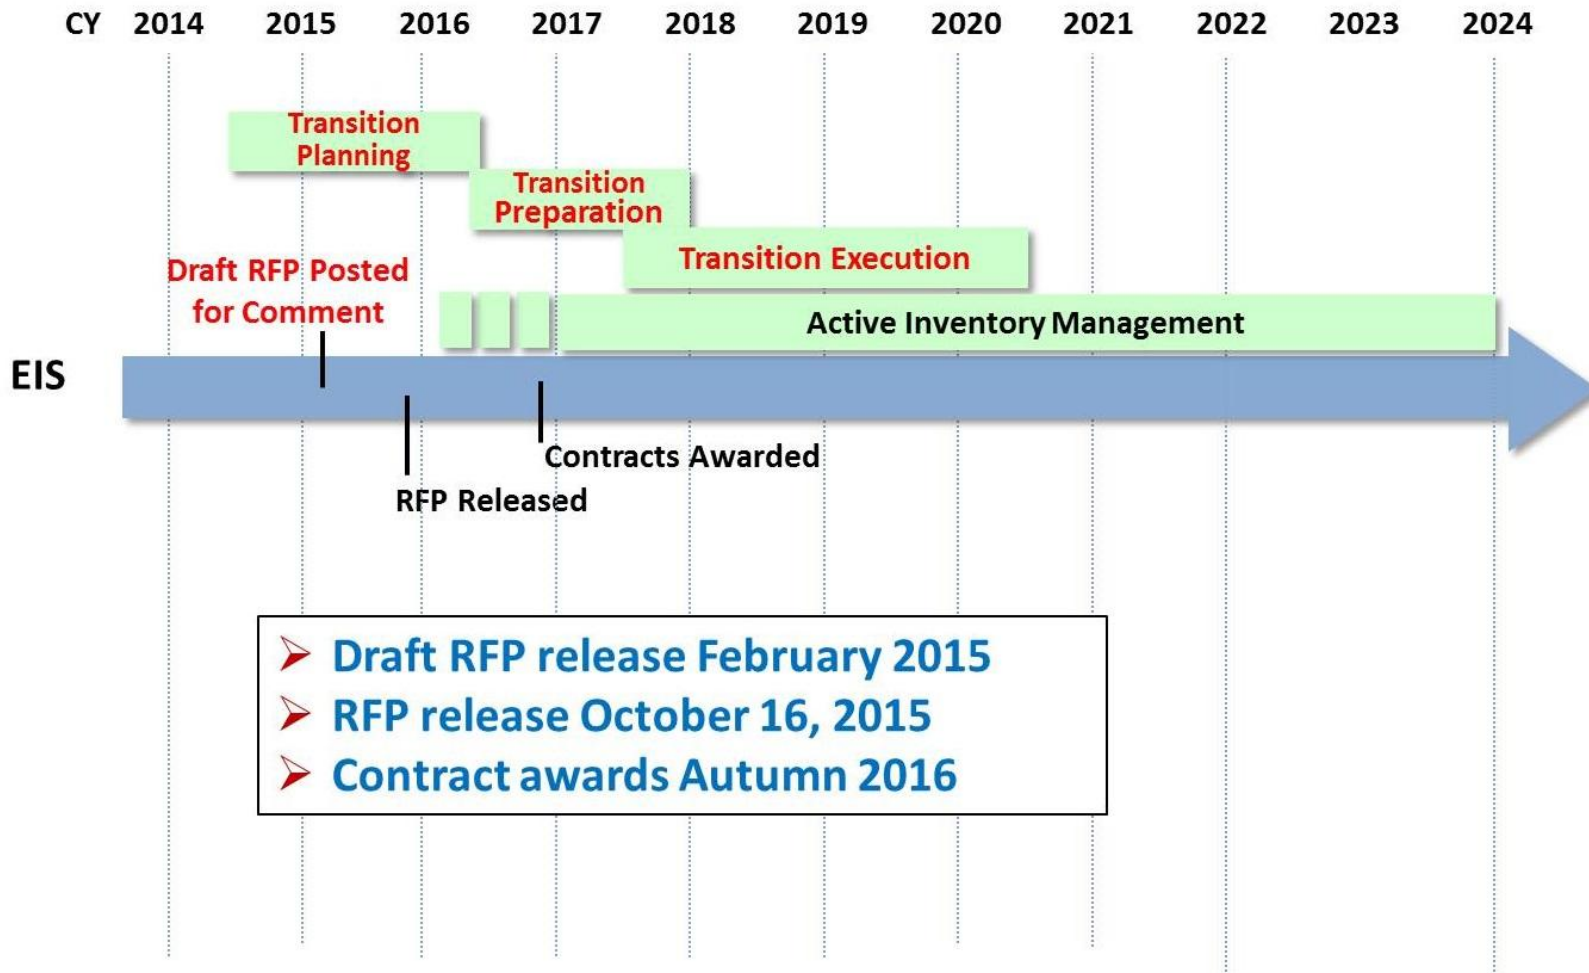 CY 2014 2015 2016 2017 2018 2019 2020 2021 2022 2023 2024
Transition
Planning
Transition
Preparation
Transition Execution
Draft RFP Posted
for Comment
Active Inventory Management
EIS
Contracts Awarded
RFP Released
➢ Draft RFP release February 2015
➢ RFP release October 16, 2015
➢ Contract awards Autumn 2016